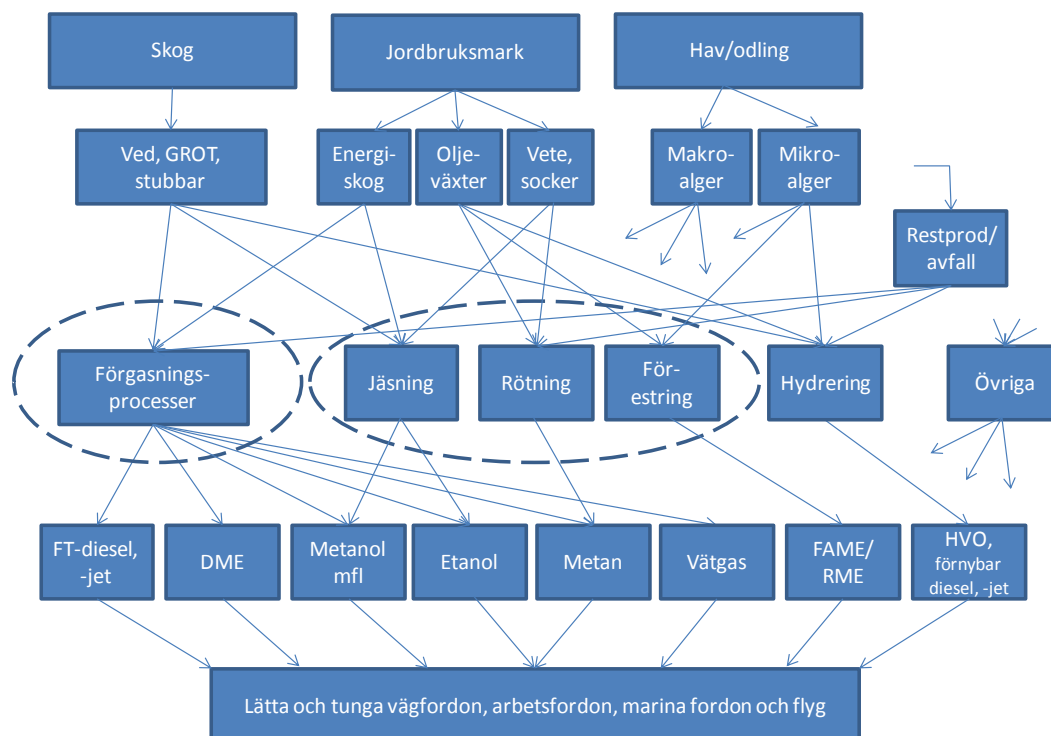 Skog
Jordbruksmark
Hav/odling
Ved, GROT,
stubbar
Energi-
skog
Olje-
växter
Vete,
socker
Makro-
alger
Mikro-
alger
Restprod/
avfall
Förgasnings-
processer
Jäsning
Rötning
För-
estring
Hydrering
Övriga
FT-diesel,
-jet
DME
Metanol
mfl
Etanol
Metan
Vätgas
FAME/
RME
HVO,
förnybar
diesel, -jet
Lätta och tunga vägfordon, arbetsfordon, marina fordon och flyg